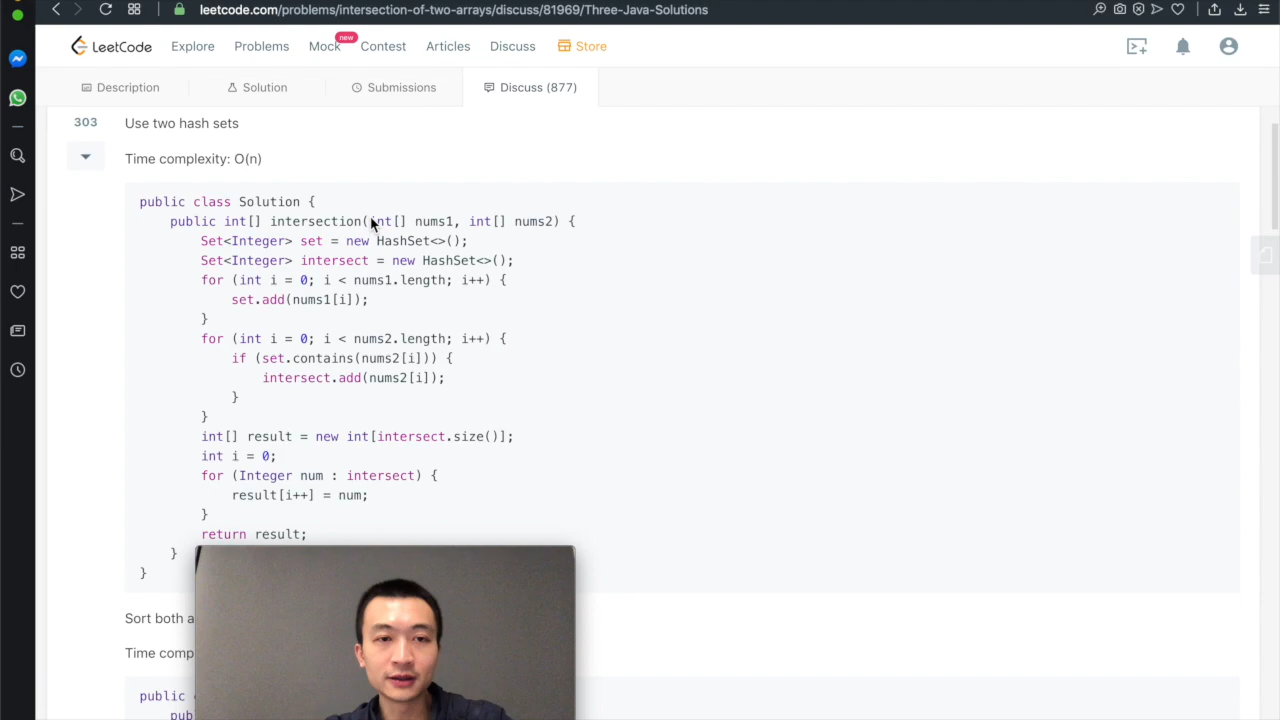 leetcode.com/problems/intersection_of_two_arrays/discuss/81969/Three-Java-Solutions
LeetCode Explore Problems Mock new Contest Articles Discuss Store
Description Solution Submissions Discuss (877)
303 Use two hash sets
Time complexity: O(n)
public class Solution {
public int[] intersection(int[] nums1, int[] nums2) {
Set<Integer> set = new HashSet<>();
Set<Integer> intersect = new HashSet<>();
for (int i = 0; i < nums1.length; i++) {
set.add(nums1[i]);
}
for (int i = 0; i < nums2.length; i++) {
if (set.contains(nums2[i])) {
intersect.add(nums2[i]);
}
}
int[] result = new int[intersect.size()];
int i = 0;
for (Integer num : intersect) {
result[i++] = num;
}
return result;
}
}
Sort both a
Time comp
public